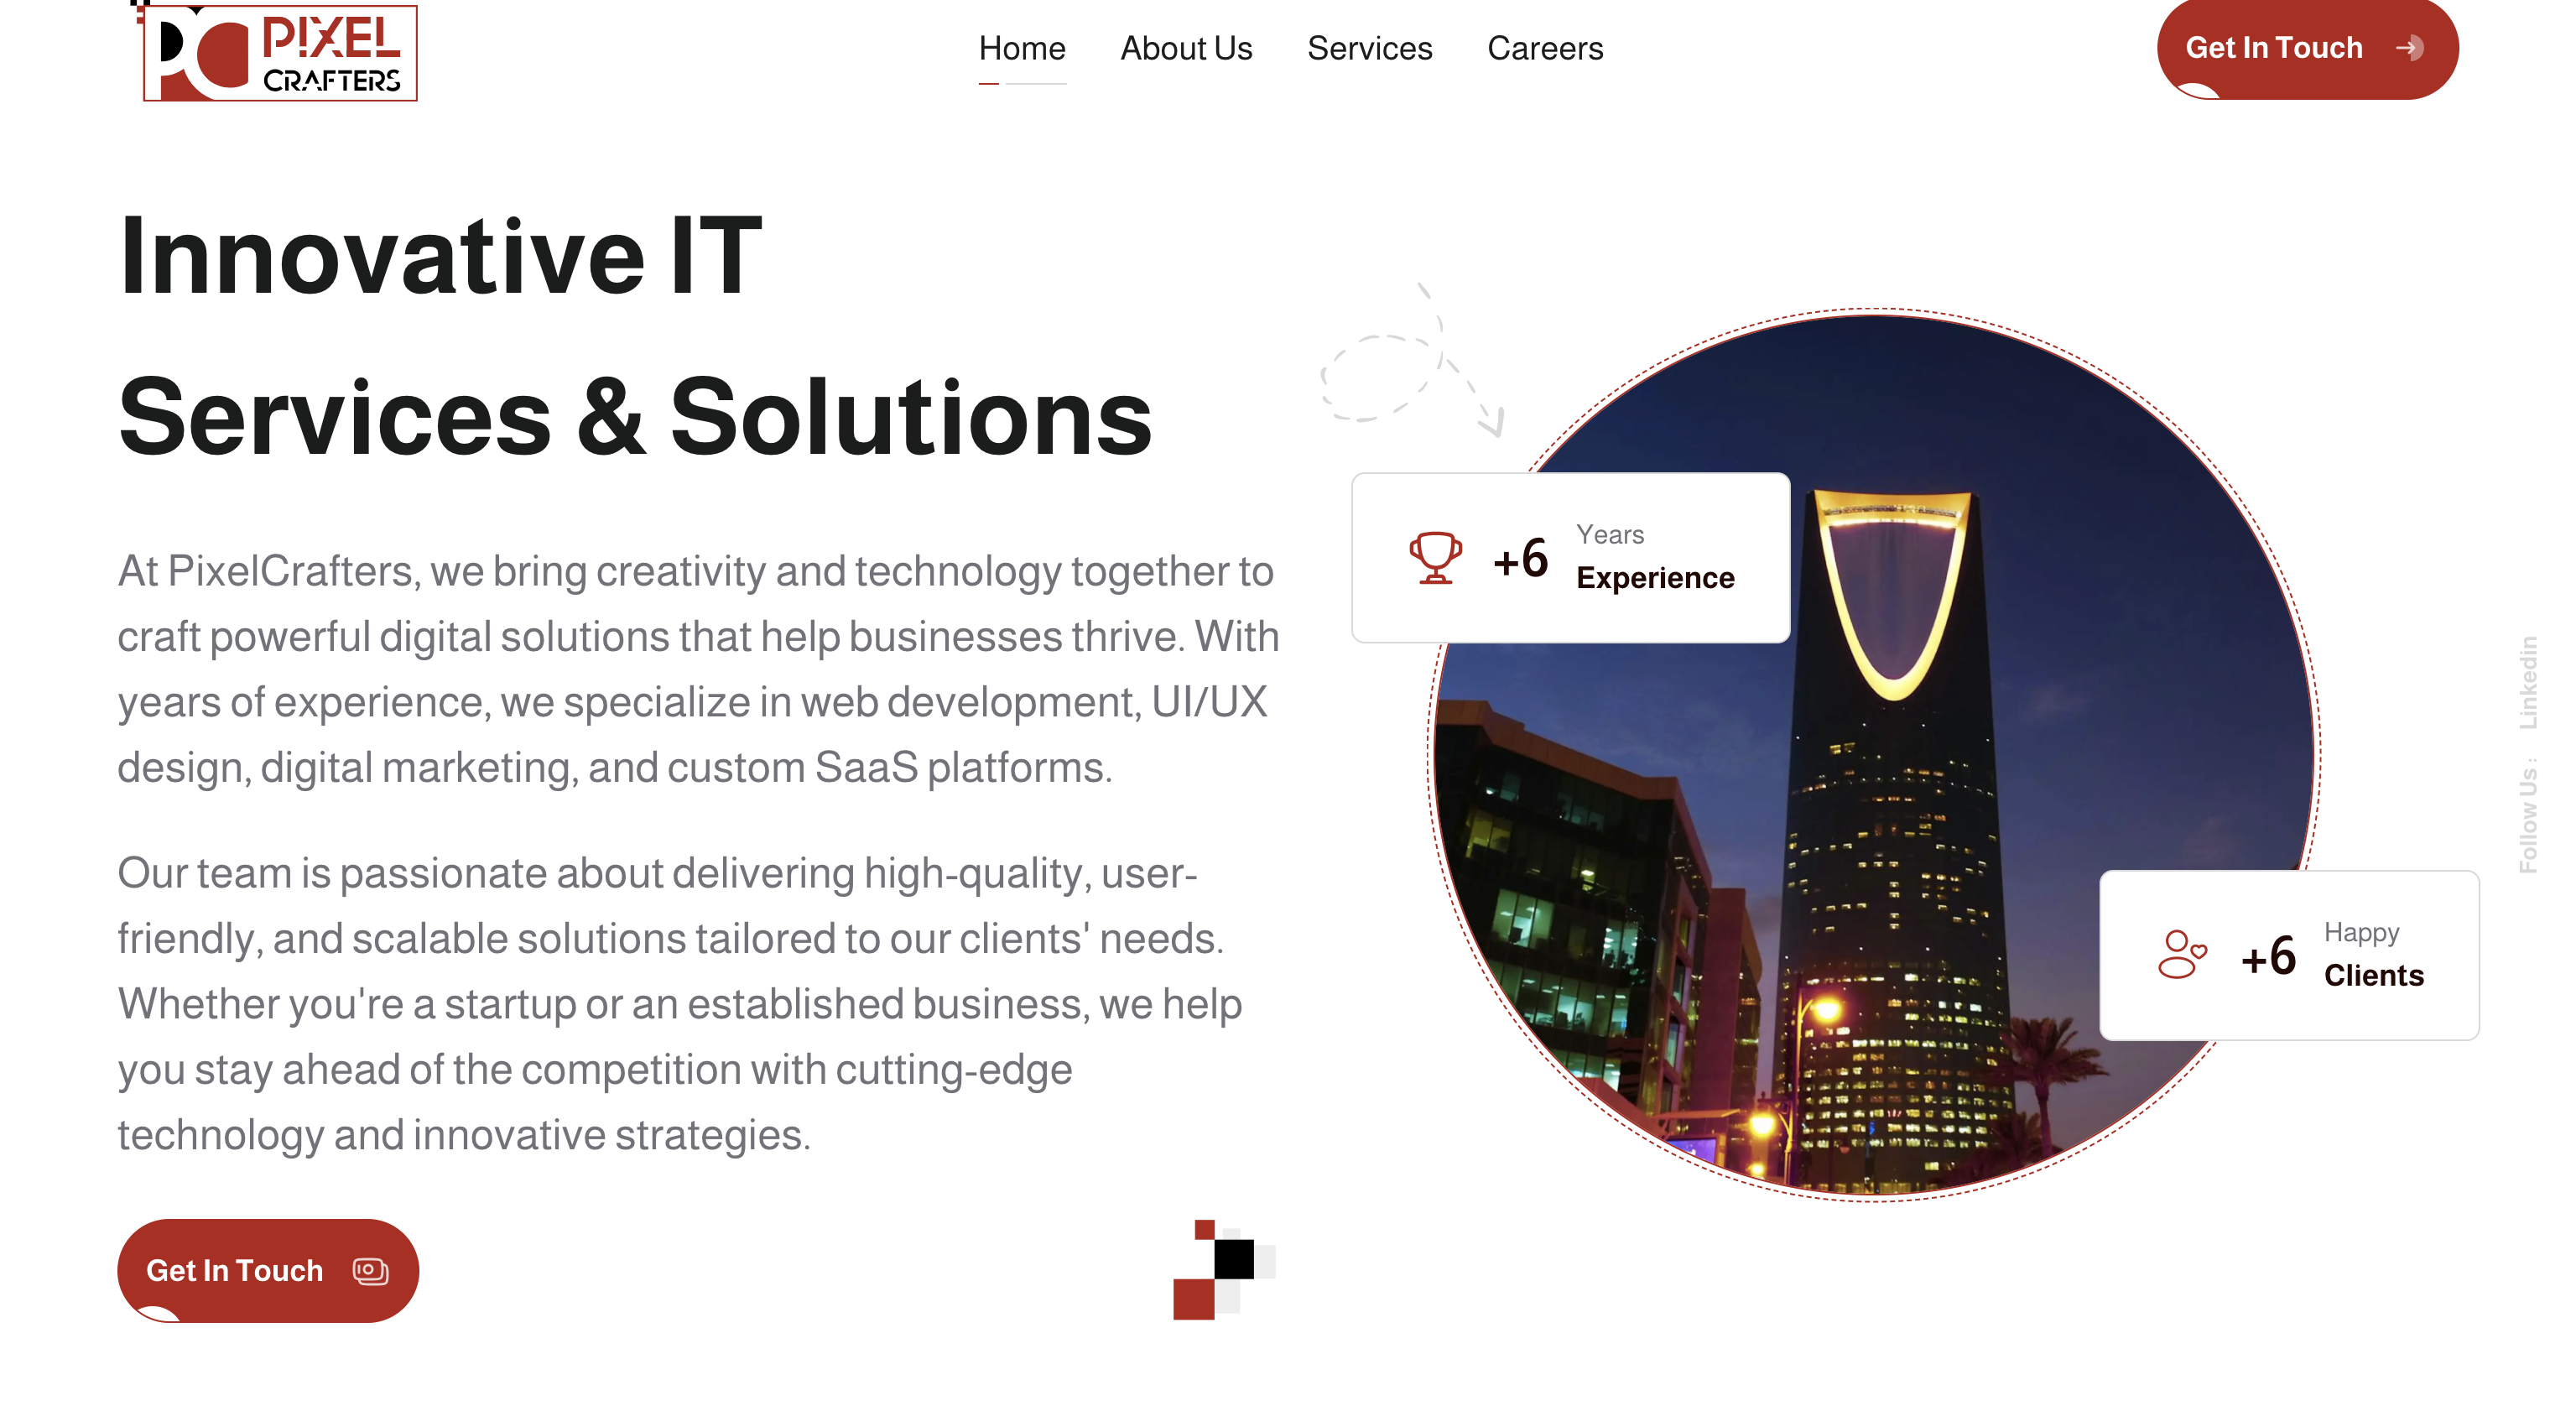 PIXEL
CRAFTERS
Home
About Us
Services
Careers
Get In Touch
Innovative IT
Services & Solutions
At PixelCrafters, we bring creativity and technology together to
craft powerful digital solutions that help businesses thrive. With
years of experience, we specialize in web development, UI/UX
design, digital marketing, and custom SaaS platforms.
Our team is passionate about delivering high-quality, user-
friendly, and scalable solutions tailored to our clients' needs.
Whether you're a startup or an established business, we help
you stay ahead of the competition with cutting-edge
technology and innovative strategies.
Get In Touch
+6
Years
Experience
+6
Happy
Clients
Follow Us : Linkedin